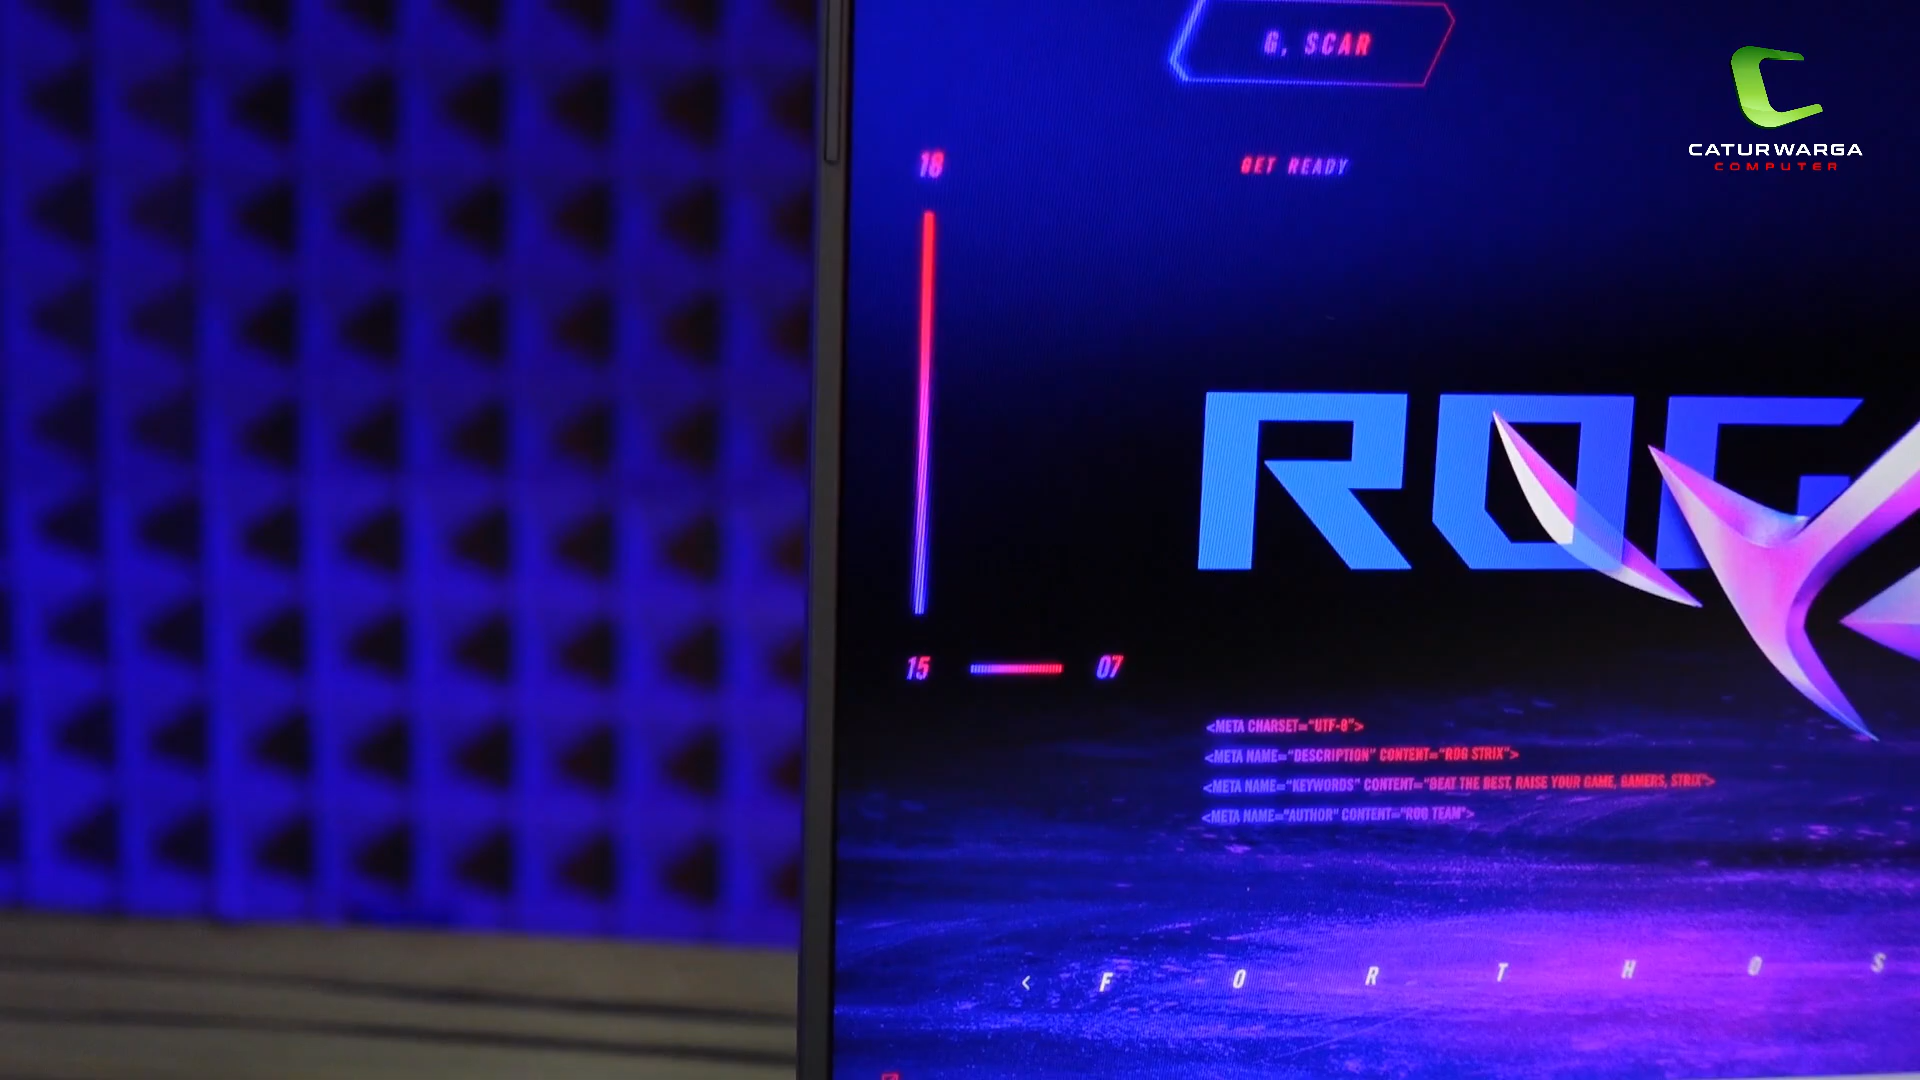 G, SCAR
CATURWARGA
COMPUTER
18
GET READY
ROG
15
07
<META CHARSET="UTF-8">
<META NAME="DESCRIPTION" CONTENT="ROG STRIX">
<META NAME="KEYWORDS" CONTENT="BEAT THE BEST, RAISE YOUR GAME, GAMERS, STRIX">
<META NAME="AUTHOR" CONTENT="ROG TEAM">
< F O R T H O S